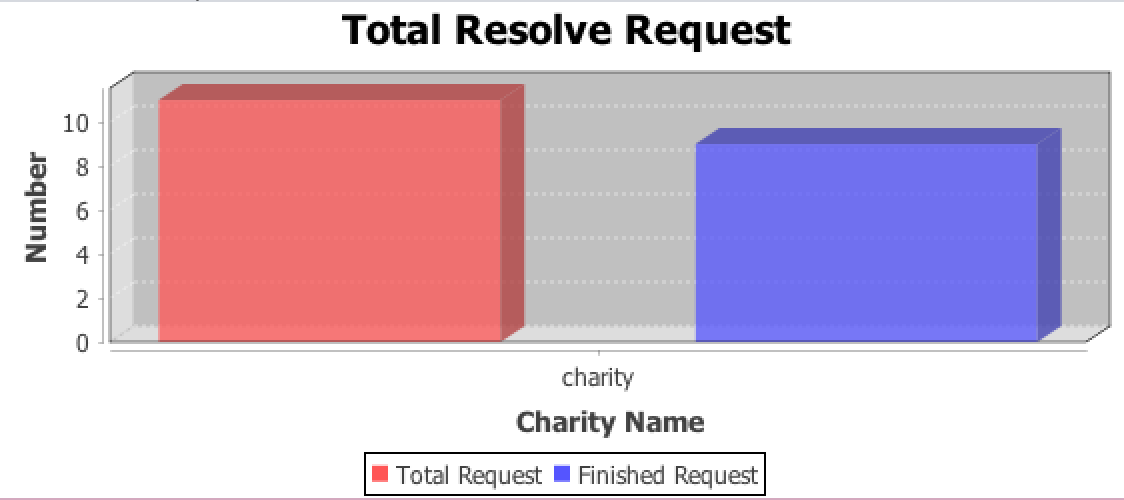 Total Resolve Request
Number
10
8
6
4
2
0
charity
Charity Name
Total Request Finished Request